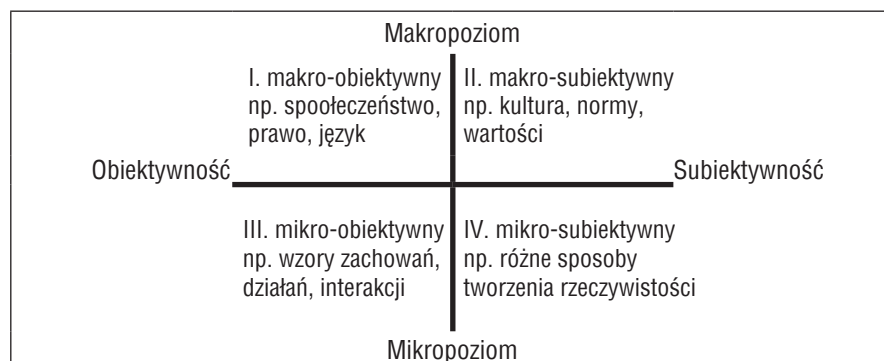 Makropoziom
I. makro-obiektywny
np. spoołeczeństwo,
prawo, język
II. makro-subiektywny
np. kultura, normy,
wartości
Obiektywność
Subiektywność
III. mikro-obiektywny
np. wzory zachowań,
działań, interakcji
IV. mikro-subiektywny
np. różne sposoby
tworzenia rzeczywistości
Mikropoziom